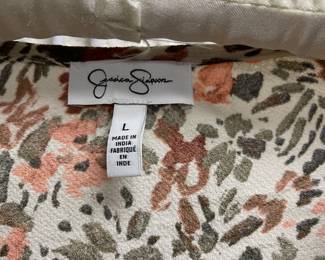 Jessica Simpson
L
MADE IN
INDIA
FABRIQUÉ
EN
INDE